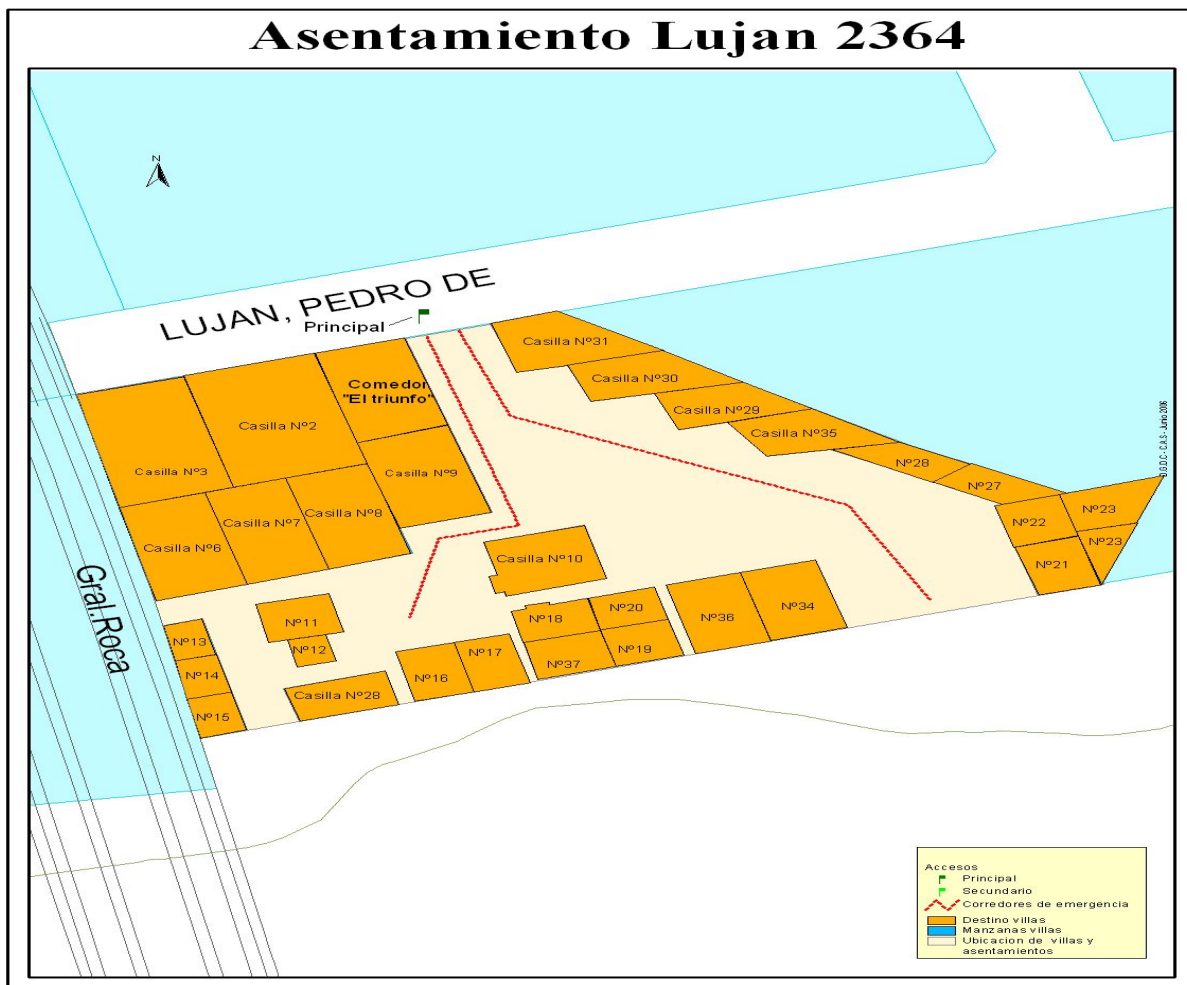 Asentamiento Lujan 2364
N
LUJAN, PEDRO DE
Principal
Casilla Nº31
Casilla Nº30
Comedor
"El triunfo"
Casilla Nº29
Casilla Nº2
Casilla Nº35
Casilla Nº3
Casilla Nº9
Nº28
Nº27
Casilla Nº8
Casilla Nº7
Casilla Nº6
Nº22
Nº23
Nº23
Nº21
Casilla Nº10
Gral.Roca
Nº11
Nº12
Nº13
Nº14
Nº15
Casilla Nº28
Nº16
Nº17
Nº18
Nº20
Nº37
Nº19
Nº36
Nº34
D.G.D.C.- C.A.S.- Junio 2006
Accesos
Principal
Secundario
Corredores de emergencia
Destino villas
Manzanas villas
Ubicacion de villas y
asentamientos